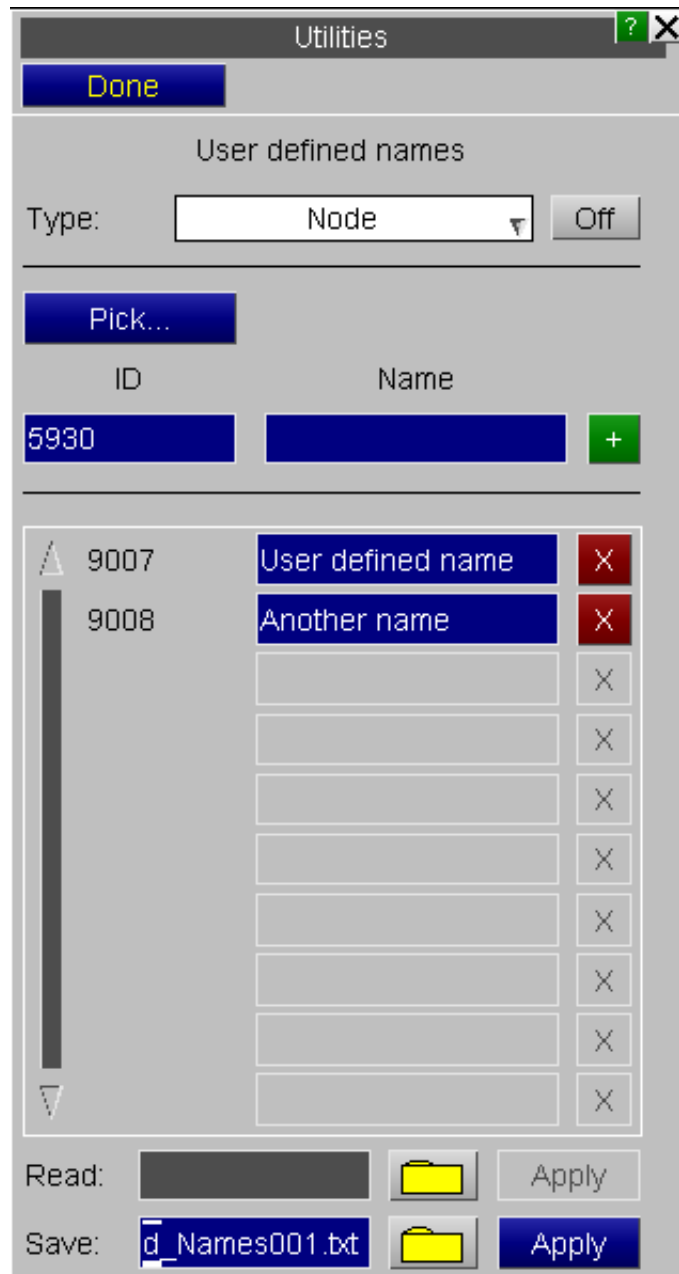 Utilities
? X
Done
User defined names
Type: Node Off
Pick...
ID Name
5930 +
9007 User defined name X
9008 Another name X
X
X
X
X
X
X
X
X
Read: Apply
Save: d_Names001.txt Apply